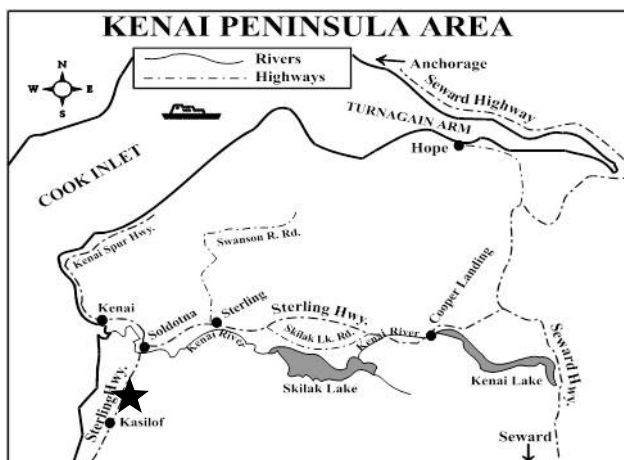 KENAI PENINSULA AREA
Rivers
Highways
N
W
E
S
Anchorage
Seward Highway
TURNAGAIN ARM
Hope
COOK INLET
Kenai Spur Hwy.
Swanson R. Rd.
Kenai
Soldotna
Sterling
Sterling Hwy.
Skilak Lk. Rd.
Kenai River
Kenai River
Cooper Landing
Skilak Lake
Kenai Lake
Seward Hwy.
Sterling Hwy.
Kasilof
Seward